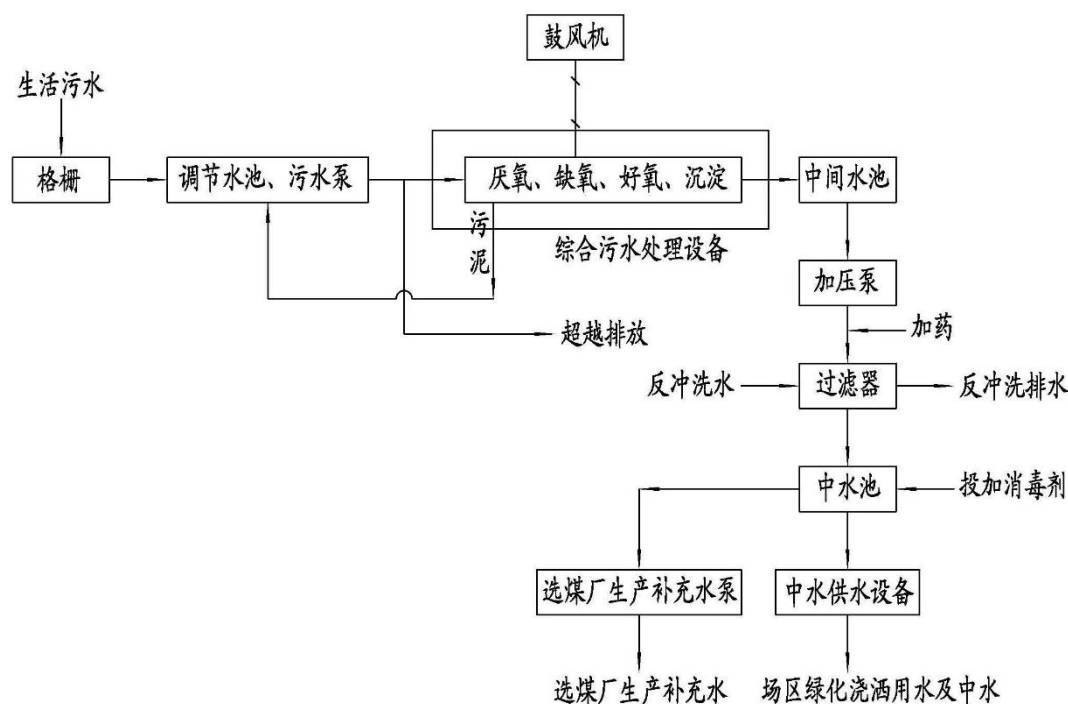 鼓风机
生活污水
格栅
调节水池、污水泵
厌氧、缺氧、好氧、沉淀
中间水池
污泥
综合污水处理设备
加压泵
超越排放
加药
反冲洗水
过滤器
反冲洗排水
中水池
投加消毒剂
选煤厂生产补充水泵
中水供水设备
选煤厂生产补充水
场区绿化浇洒用水及中水